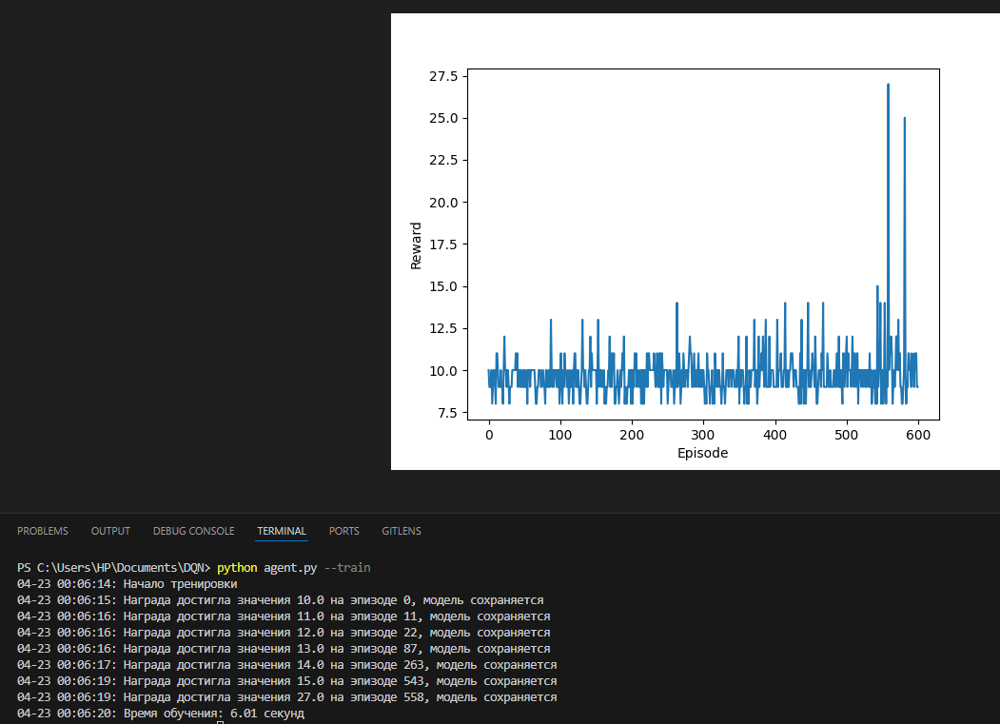 27.5
25.0
22.5
20.0
17.5
15.0
12.5
10.0
7.5
Reward
0 100 200 300 400 500 600
Episode
PROBLEMS OUTPUT DEBUG CONSOLE TERMINAL PORTS GITLENS
PS C:\Users\HP\Documents\DQN> python agent.py --train
04-23 00:06:14: Начало тренировки
04-23 00:06:15: Награда достигла значения 10.0 на эпизоде 0, модель сохраняется
04-23 00:06:16: Награда достигла значения 11.0 на эпизоде 11, модель сохраняется
04-23 00:06:16: Награда достигла значения 12.0 на эпизоде 22, модель сохраняется
04-23 00:06:16: Награда достигла значения 13.0 на эпизоде 87, модель сохраняется
04-23 00:06:17: Награда достигла значения 14.0 на эпизоде 263, модель сохраняется
04-23 00:06:19: Награда достигла значения 15.0 на эпизоде 543, модель сохраняется
04-23 00:06:19: Награда достигла значения 27.0 на эпизоде 558, модель сохраняется
04-23 00:06:20: Время обучения: 6.01 секунд